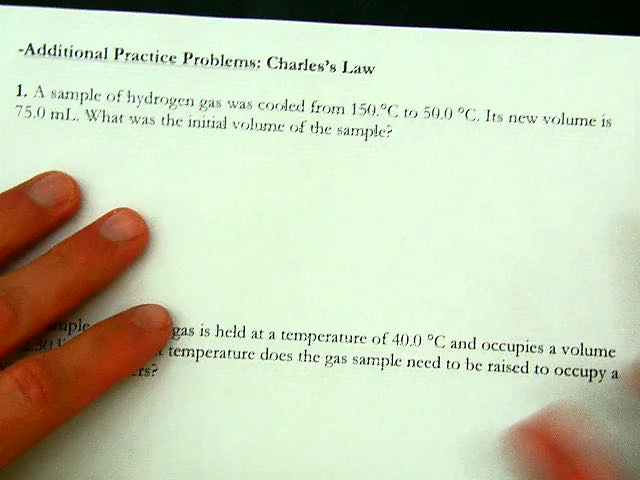 -Additional Practice Problems: Charles's Law
1. A sample of hydrogen gas was cooled from 150.°C to 50.0 °C. Its new volume is
75.0 mL. What was the initial volume of the sample?
gas is held at a temperature of 40.0 °C and occupies a volume
temperature does the gas sample need to be raised to occupy a